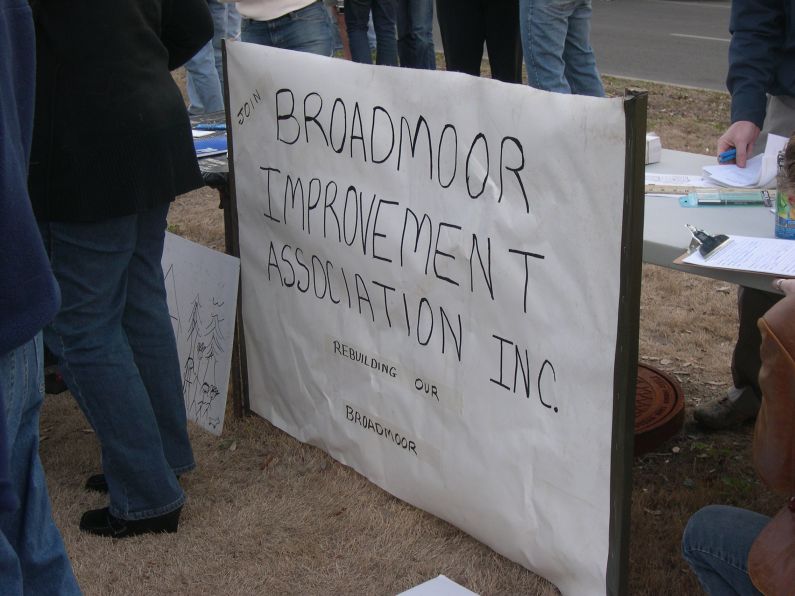 JOIN
BROADMOOR
IMPROVEMENT
ASSOCIATION INC.
REBUILDING OUR
BROADMOOR